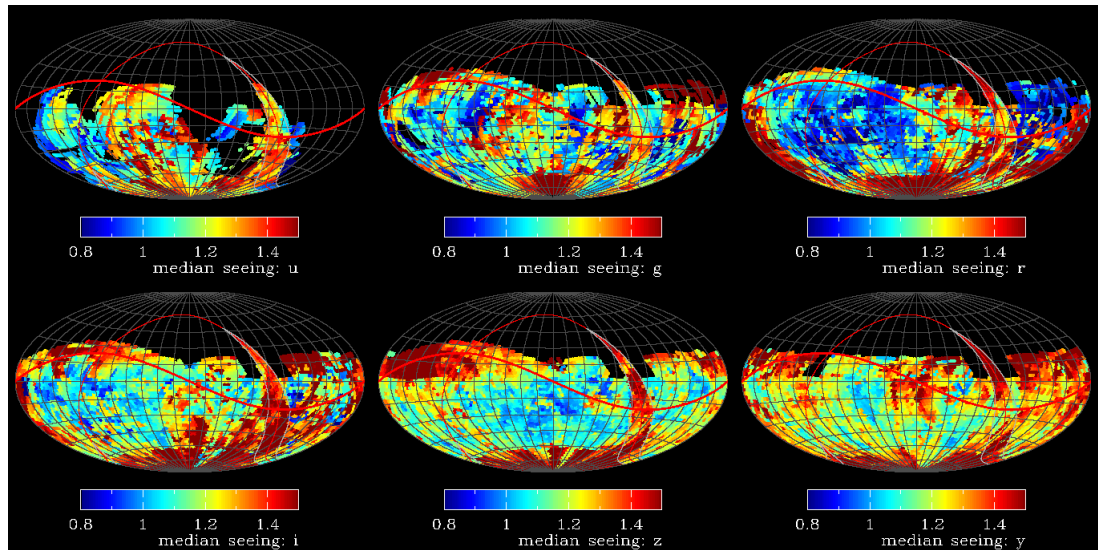 0.8 1 1.2 1.4
median seeing: u
0.8 1 1.2 1.4
median seeing: g
0.8 1 1.2 1.4
median seeing: r
0.8 1 1.2 1.4
median seeing: i
0.8 1 1.2 1.4
median seeing: z
0.8 1 1.2 1.4
median seeing: y